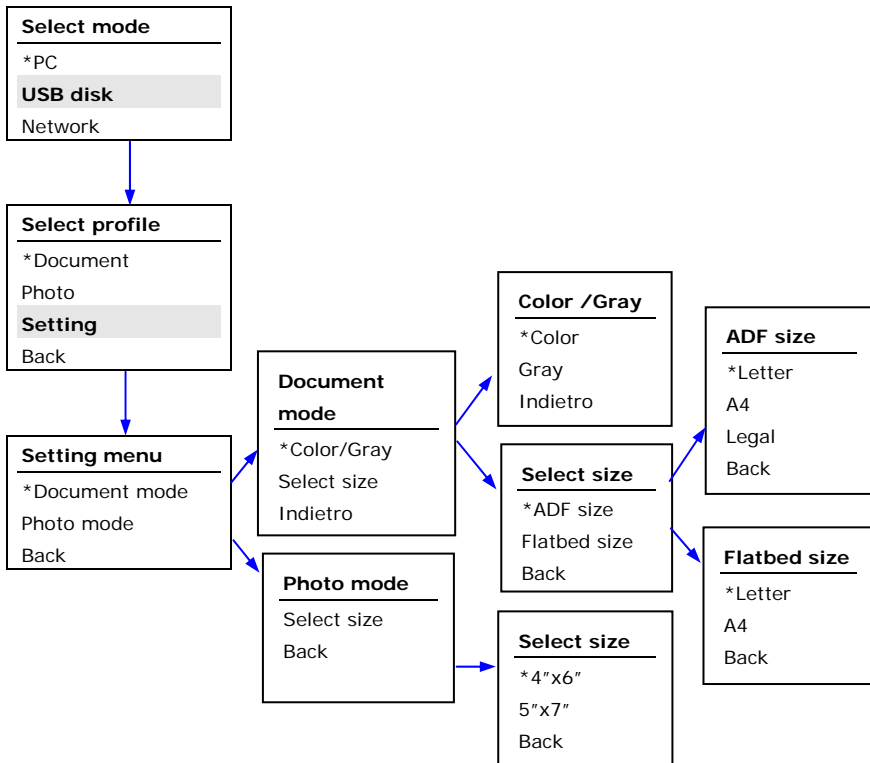 Select mode
*PC
USB disk
Network
Select profile
*Document
Photo
Setting
Back
Setting menu
*Document mode
Photo mode
Back
Document
mode
*Color/Gray
Select size
Indietro
Photo mode
Select size
Back
Color /Gray
*Color
Gray
Indietro
Select size
*ADF size
Flatbed size
Back
Select size
*4"x6"
5"x7"
Back
ADF size
*Letter
A4
Legal
Back
Flatbed size
*Letter
A4
Back